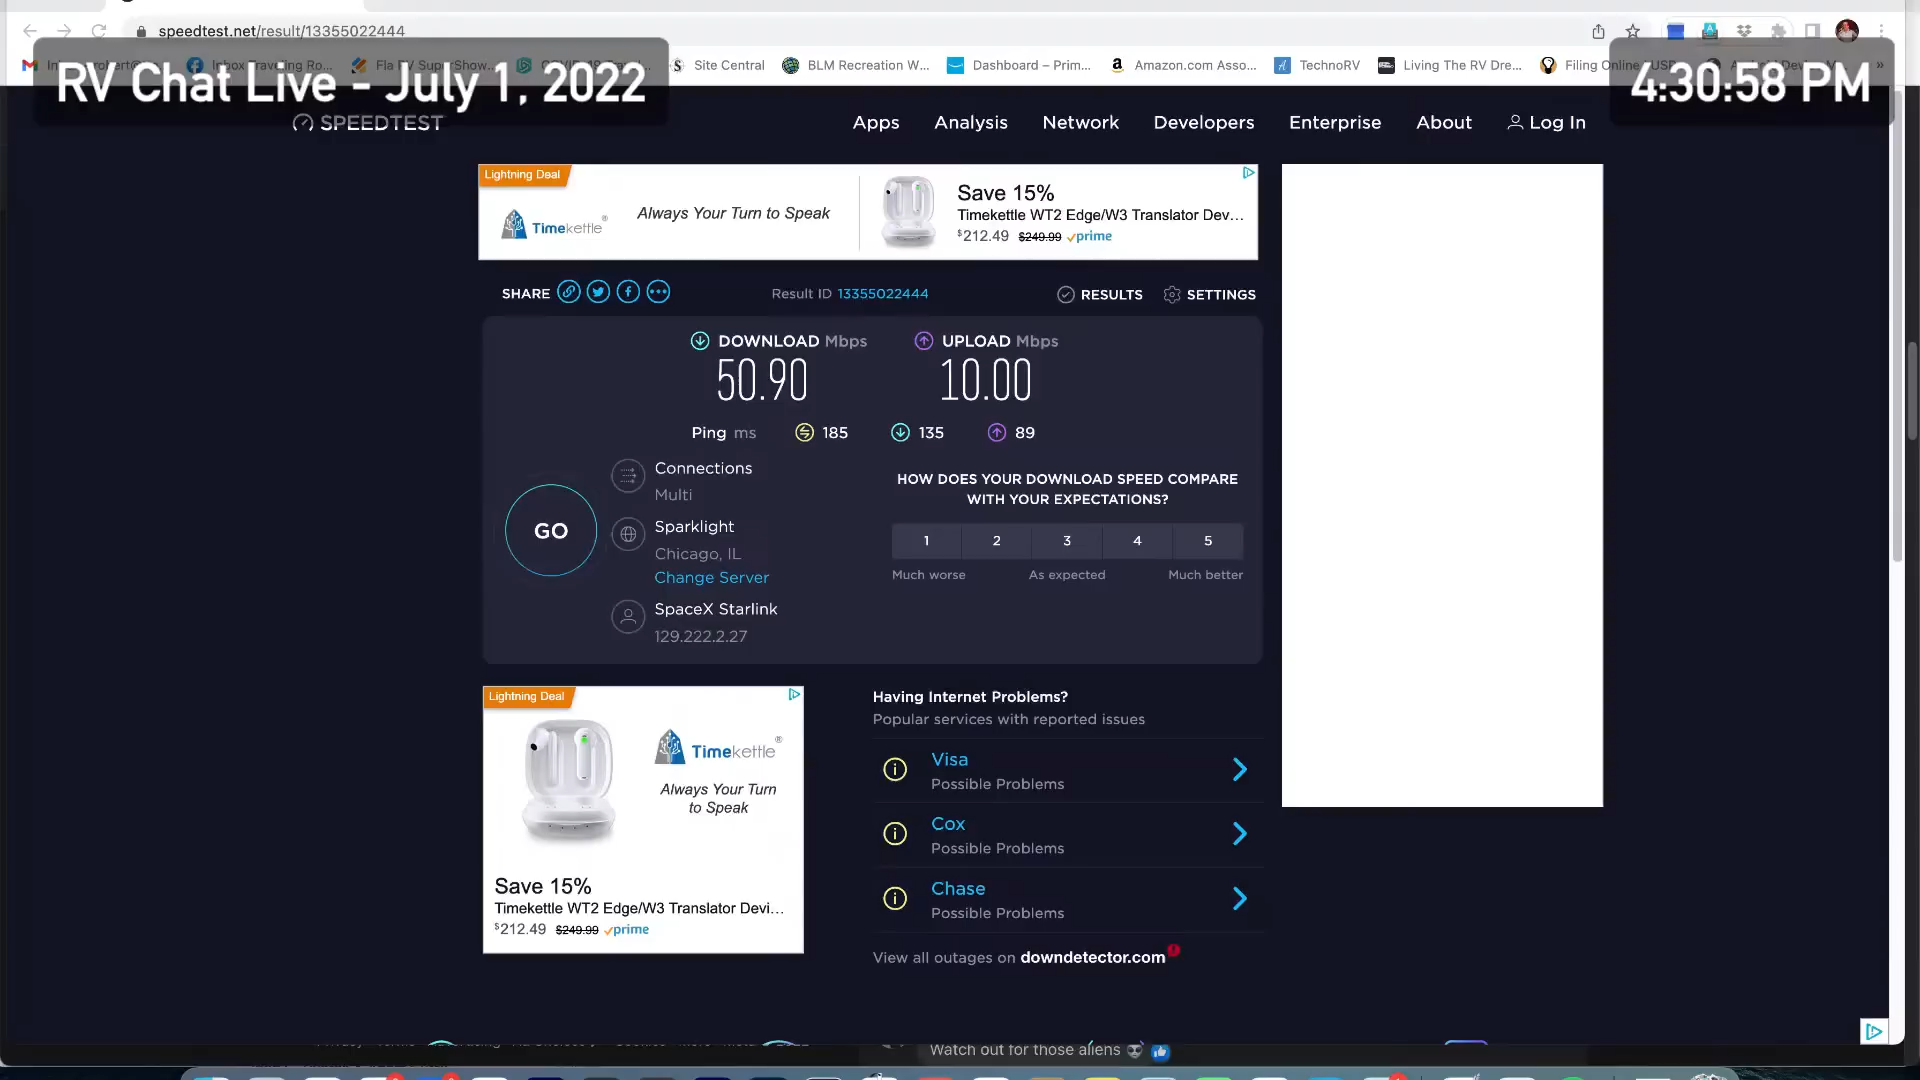 speedtest.net/result/13355022444
Site Central
BLM Recreation W...
Dashboard – Prim...
Amazon.com Asso...
TechnoRV
Living The RV Dre...
Filing Online
RV Chat Live - July 1, 2022
4:30:58 PM
SPEEDTEST
Apps
Analysis
Network
Developers
Enterprise
About
Log In
Lightning Deal
Timekettle®
Always Your Turn to Speak
Save 15%
Timekettle WT2 Edge/W3 Translator Dev...
$212.49 $249.99 prime
SHARE
Result ID 13355022444
RESULTS
SETTINGS
DOWNLOAD Mbps
50.90
UPLOAD Mbps
10.00
Ping ms 185 135 89
GO
Connections
Multi
Sparklight
Chicago, IL
Change Server
SpaceX Starlink
129.222.2.27
HOW DOES YOUR DOWNLOAD SPEED COMPARE
WITH YOUR EXPECTATIONS?
1 2 3 4 5
Much worse
As expected
Much better
Lightning Deal
Timekettle®
Always Your Turn
to Speak
Save 15%
Timekettle WT2 Edge/W3 Translator Devi...
$212.49 $249.99 prime
Having Internet Problems?
Popular services with reported issues
Visa
Possible Problems
Cox
Possible Problems
Chase
Possible Problems
View all outages on downdetector.com
Watch out for those aliens